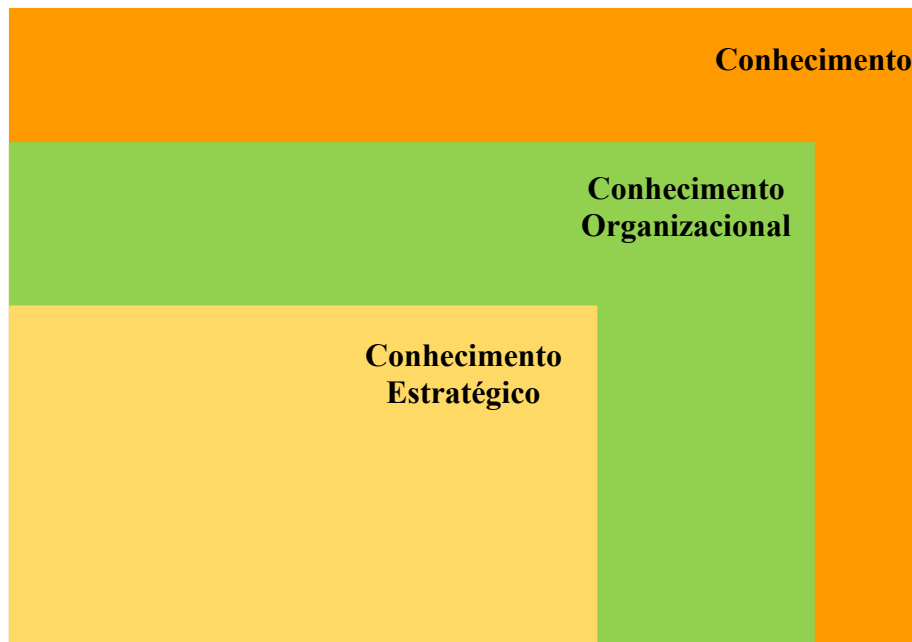 Conhecimento
Conhecimento
Organizacional
Conhecimento
Estratégico